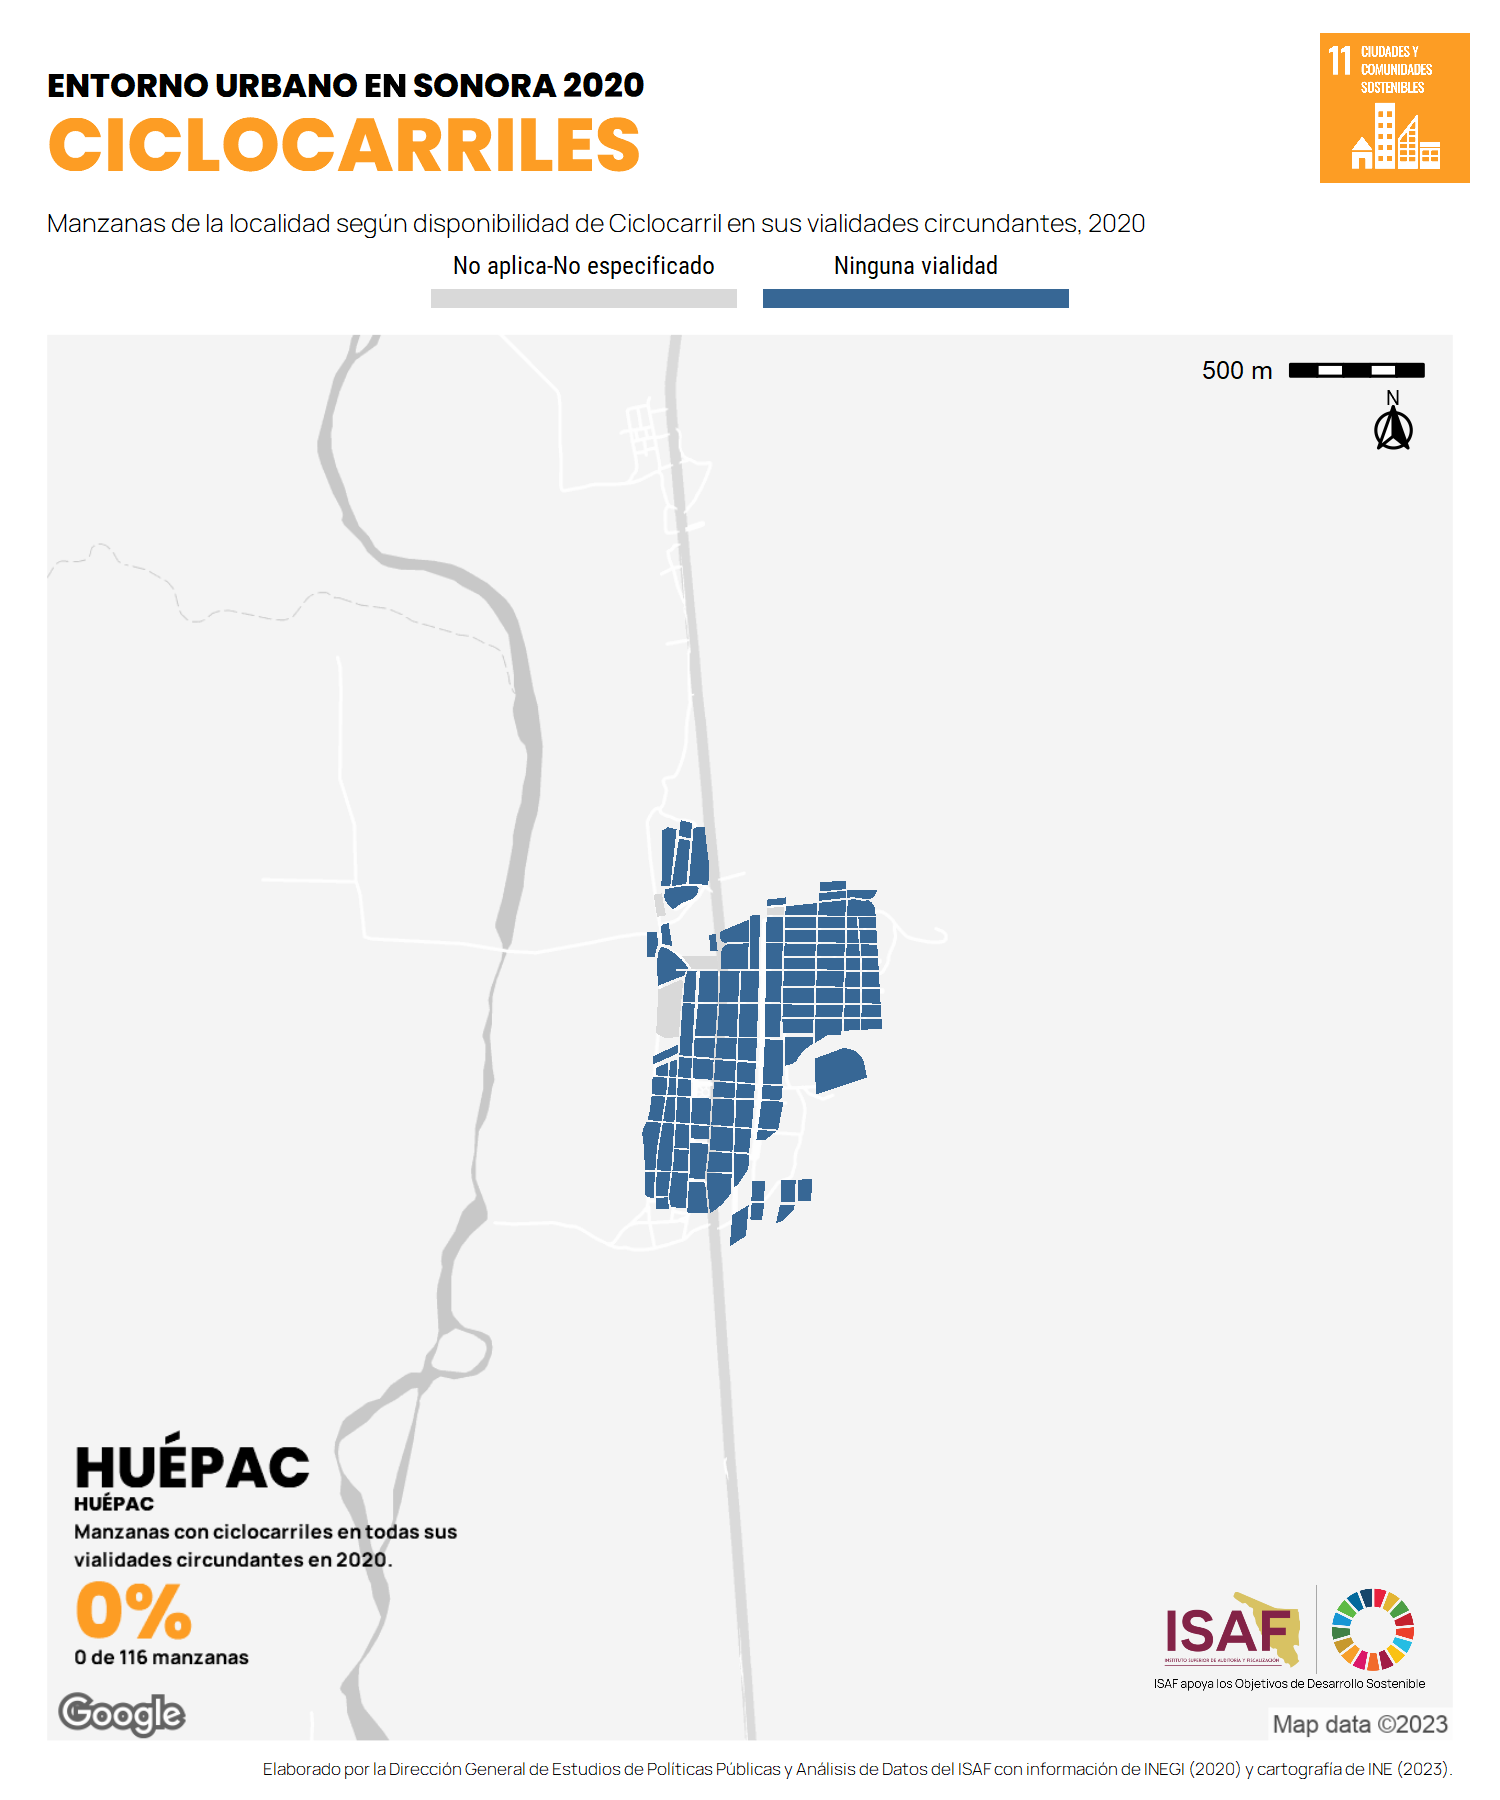 ENTORNO URBANO EN SONORA 2020
CICLOCARRILES
11 CIUDADES Y
COMUNIDADES
SOSTENIBLES
Manzanas de la localidad según disponibilidad de Ciclocarril en sus vialidades circundantes, 2020
No aplica-No especificado
Ninguna vialidad
500 m
N
HUÉPAC
HUÉPAC
Manzanas con ciclocarriles en todas sus
vialidades circundantes en 2020.
0%
0 de 116 manzanas
Google
ISAF
INSTITUTO SUPERIOR DE AUDITORÍA Y FISCALIZACIÓN
ISAF apoya los Objetivos de Desarrollo Sostenible
Map data ©2023
Elaborado por la Dirección General de Estudios de Políticas Públicas y Análisis de Datos del ISAF con información de INEGI (2020) y cartografía de INE (2023).